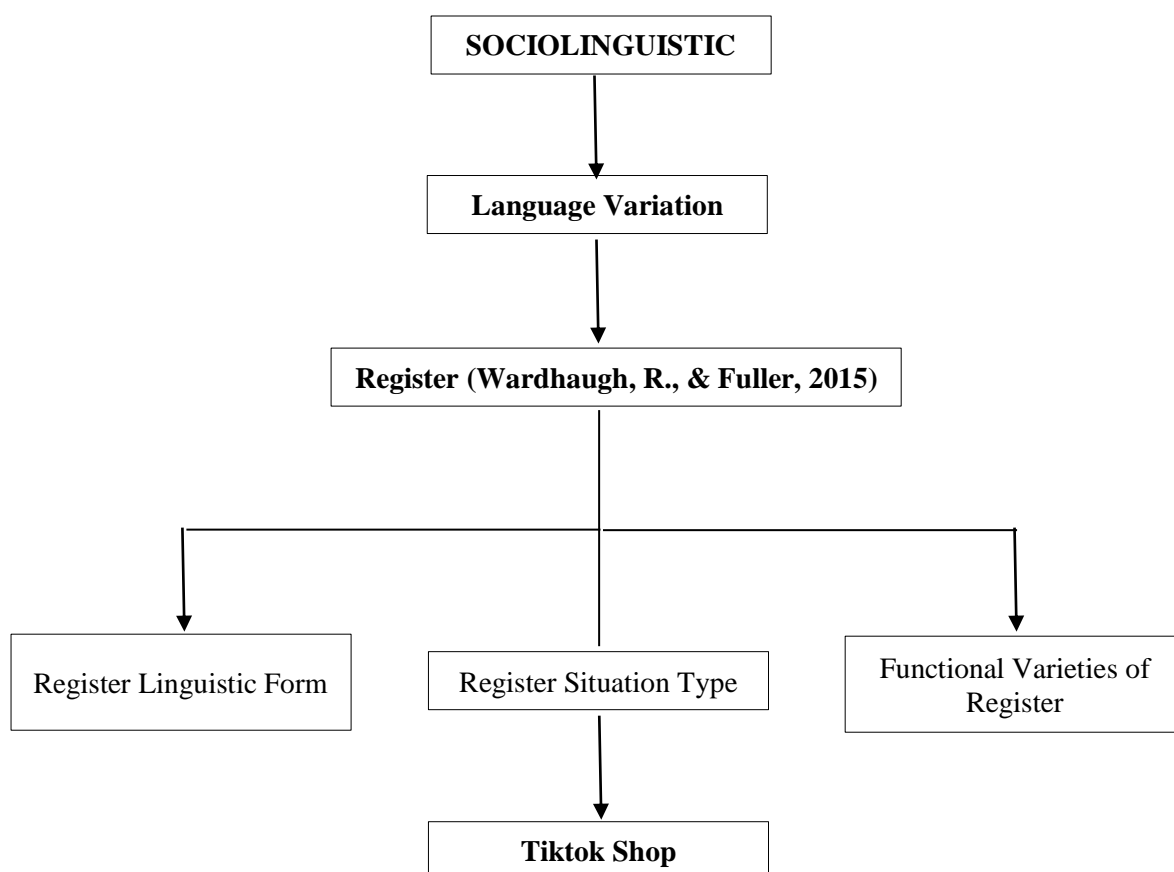 SOCIOLINGUISTIC
Language Variation
Register (Wardhaugh, R., & Fuller, 2015)
Register Linguistic Form
Register Situation Type
Functional Varieties of
Register
Tiktok Shop